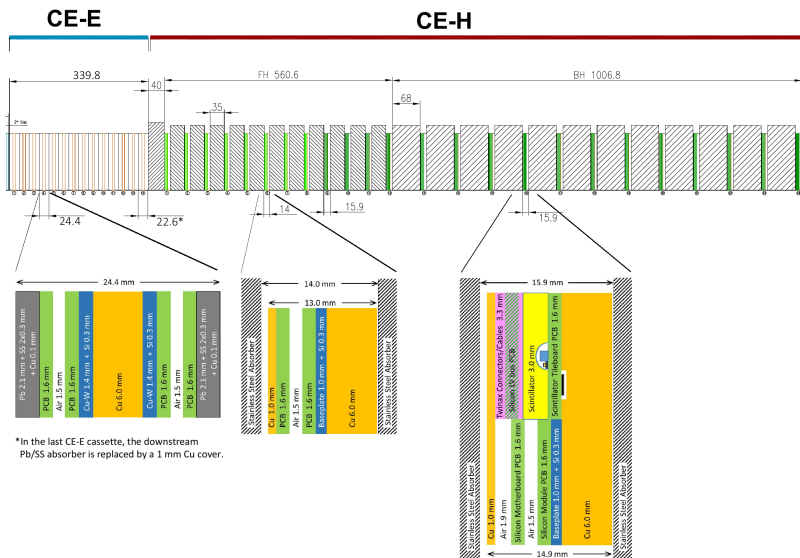 CE-E
CE-H
339.8
40
FH 560.6
BH 1006.8
35
68
24.4
22.6*
14
15.9
15.9
24.4 mm
Pb 2.1 mm + SS 2x0.3 mm
+ Cu 0.1 mm
PCB 1.6 mm
Air 1.5 mm
PCB 1.6 mm
Cu-W 1.4 mm + Si 0.3 mm
Cu 6.0 mm
Cu-W 1.4 mm + Si 0.3 mm
PCB 1.6 mm
Air 1.5 mm
PCB 1.6 mm
Pb 2.1 mm + SS 2x0.3 mm
+ Cu 0.1 mm
*In the last CE-E cassette, the downstream
Pb/SS absorber is replaced by a 1 mm Cu cover.
14.0 mm
13.0 mm
Stainless Steel Absorber
Cu 1.0 mm
PCB 1.6 mm
Air 1.5 mm
PCB 1.6 mm
Baseplate 1.0 mm + Si 0.3 mm
Cu 6.0 mm
Stainless Steel Absorber
15.9 mm
Stainless Steel Absorber
Twinax Connectors/Cables 3.3 mm
Silicon LV bus PCB
Scintillator 3.0 mm
Scintillator Tileboard PCB 1.6 mm
Cu 1.0 mm
Air 1.9 mm
Silicon Motherboard PCB 1.6 mm
Air 1.5 mm
Silicon Module PCB 1.6 mm
Baseplate 1.0 mm + Si 0.3 mm
Cu 6.0 mm
Stainless Steel Absorber
14.9 mm